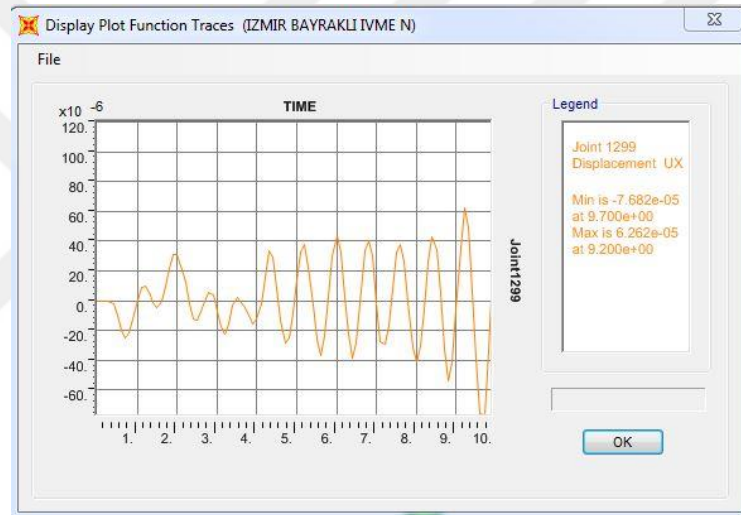 Display Plot Function Traces (IZMIR BAYRAKLI IVME N)
File
x10 -6
TIME
120.
100.
80.
60.
40.
20.
0.
-20.
-40.
-60.
1. 2. 3. 4. 5. 6. 7. 8. 9. 10.
Joint1299
Legend
Joint 1299
Displacement UX
Min is -7.682e-05
at 9.700e+00
Max is 6.262e-05
at 9.200e+00
OK